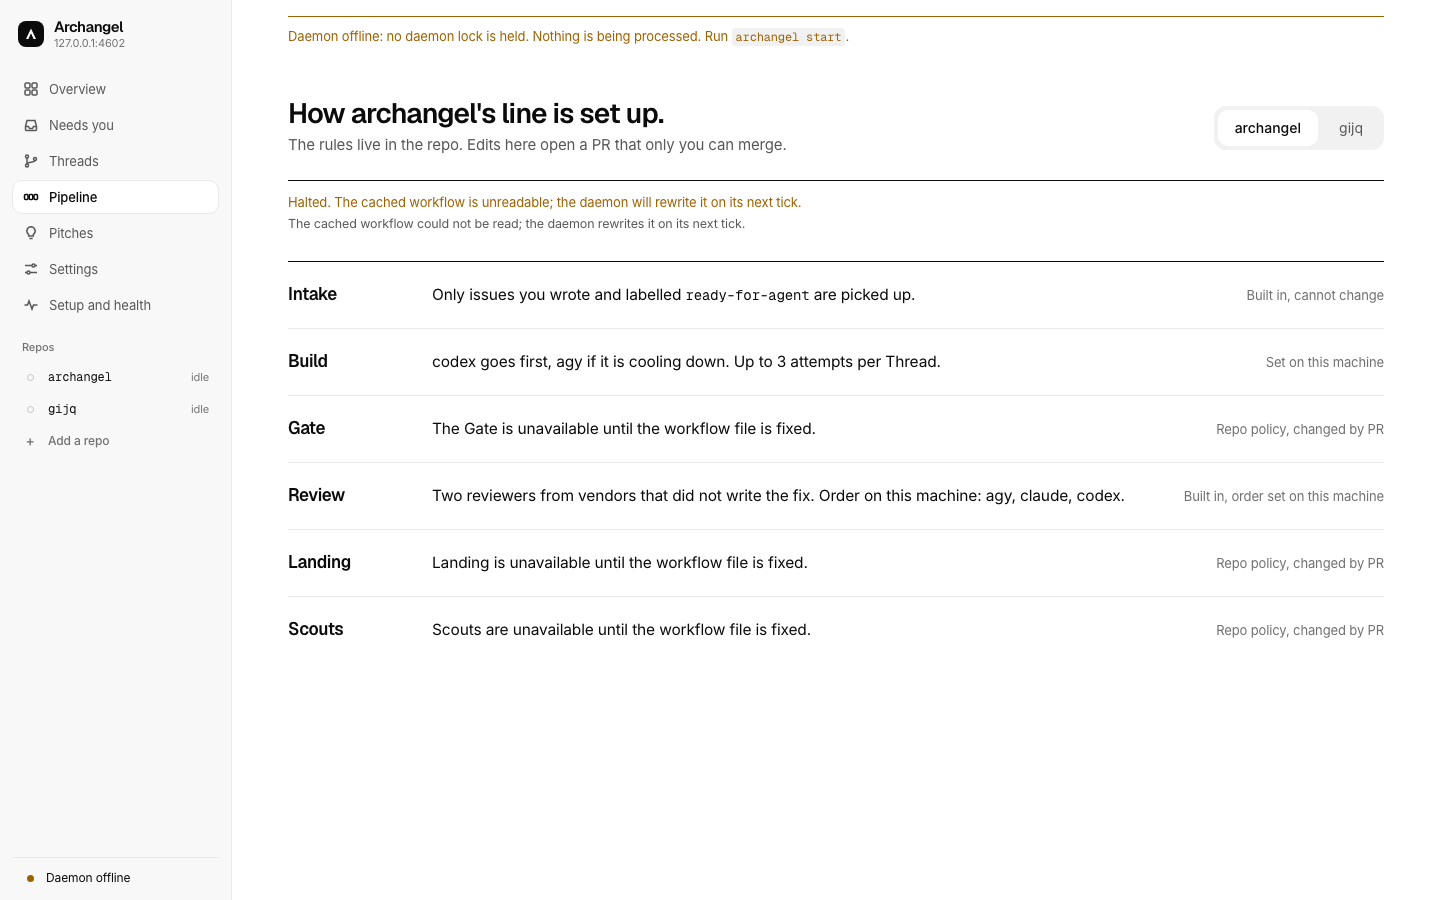 Archangel
127.0.0.1:4602
Overview
Needs you
Threads
Pipeline
Pitches
Settings
Setup and health
Repos
archangel idle
gijq idle
+ Add a repo
Daemon offline
Daemon offline: no daemon lock is held. Nothing is being processed. Run archangel start.
How archangel's line is set up.
The rules live in the repo. Edits here open a PR that only you can merge.
archangel gijq
Halted. The cached workflow is unreadable; the daemon will rewrite it on its next tick.
The cached workflow could not be read; the daemon rewrites it on its next tick.
Intake Only issues you wrote and labelled ready-for-agent are picked up. Built in, cannot change
Build codex goes first, agy if it is cooling down. Up to 3 attempts per Thread. Set on this machine
Gate The Gate is unavailable until the workflow file is fixed. Repo policy, changed by PR
Review Two reviewers from vendors that did not write the fix. Order on this machine: agy, claude, codex. Built in, order set on this machine
Landing Landing is unavailable until the workflow file is fixed. Repo policy, changed by PR
Scouts Scouts are unavailable until the workflow file is fixed. Repo policy, changed by PR